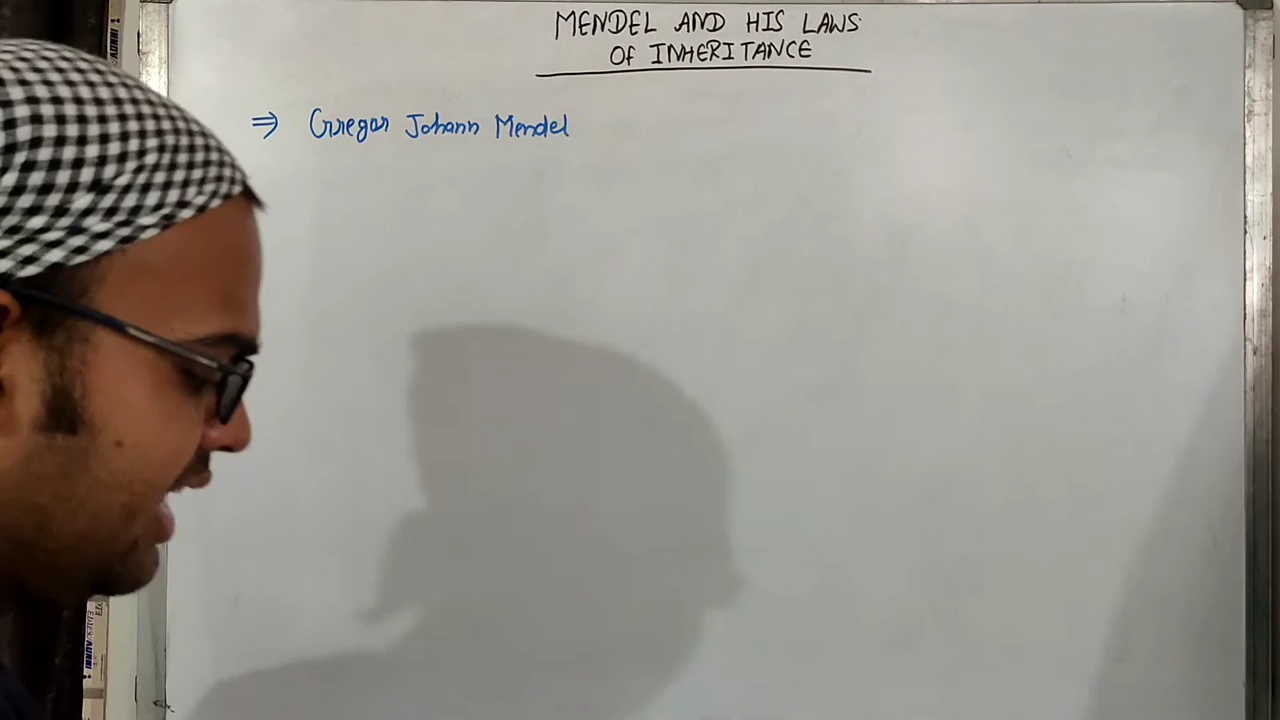 MENDEL AND HIS LAWS
Of INHERITANCE
⇒ Gregor Johann Mendel